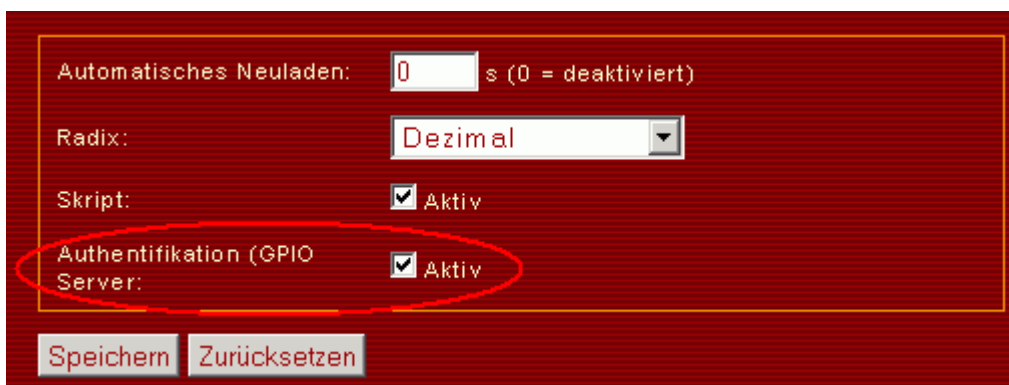 Automatisches Neuladen: 0 s (0 = deaktiviert)
Radix: Dezimal
Skript: Aktiv
Authentifikation (GPIO
Server: Aktiv
Speichern Zurücksetzen